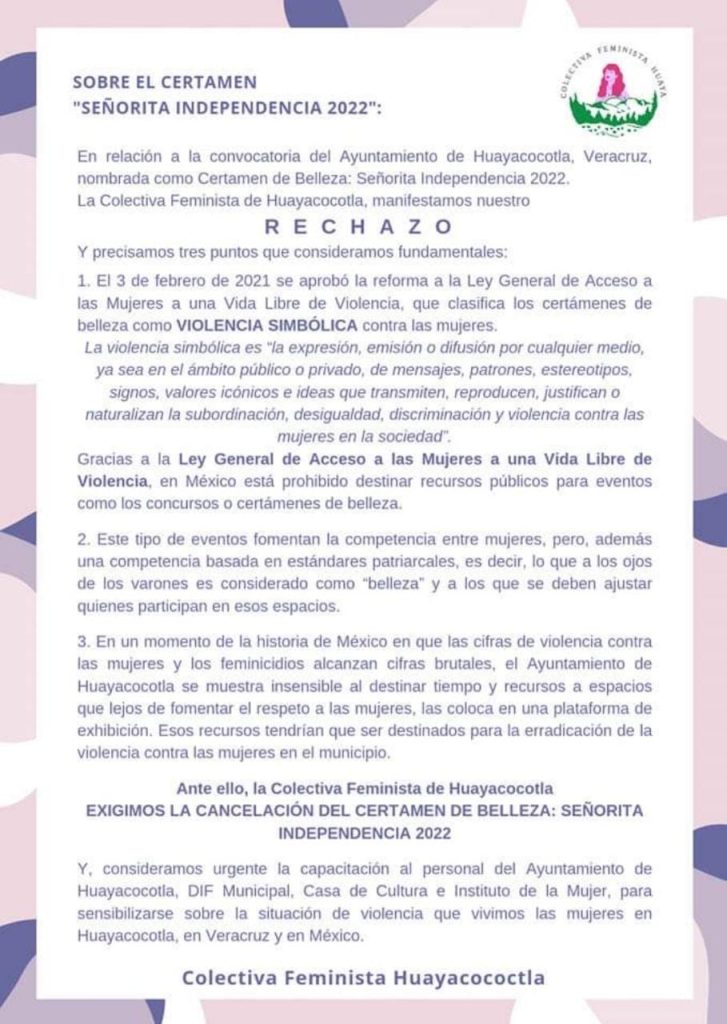 COLECTIVA FEMINISTA HUAYA
SOBRE EL CERTAMEN
"SEÑORITA INDEPENDENCIA 2022":
En relación a la convocatoria del Ayuntamiento de Huayacocotla, Veracruz,
nombrada como Certamen de Belleza: Señorita Independencia 2022.
La Colectiva Feminista de Huayacocotla, manifestamos nuestro
R E C H A Z O
Y precisamos tres puntos que consideramos fundamentales:
1. El 3 de febrero de 2021 se aprobó la reforma a la Ley General de Acceso a
las Mujeres a una Vida Libre de Violencia, que clasifica los certámenes de
belleza como VIOLENCIA SIMBÓLICA contra las mujeres.
La violencia simbólica es "la expresión, emisión o difusión por cualquier medio,
ya sea en el ámbito público o privado, de mensajes, patrones, estereotipos,
signos, valores icónicos e ideas que transmiten, reproducen, justifican o
naturalizan la subordinación, desigualdad, discriminación y violencia contra las
mujeres en la sociedad".
Gracias a la Ley General de Acceso a las Mujeres a una Vida Libre de
Violencia, en México está prohibido destinar recursos públicos para eventos
como los concursos o certámenes de belleza.
2. Este tipo de eventos fomentan la competencia entre mujeres, pero, además
una competencia basada en estándares patriarcales, es decir, lo que a los ojos
de los varones es considerado como "belleza" y a los que se deben ajustar
quienes participan en esos espacios.
3. En un momento de la historia de México en que las cifras de violencia contra
las mujeres y los feminicidios alcanzan cifras brutales, el Ayuntamiento de
Huayacocotla se muestra insensible al destinar tiempo y recursos a espacios
que lejos de fomentar el respeto a las mujeres, las coloca en una plataforma de
exhibición. Esos recursos tendrían que ser destinados para la erradicación de la
violencia contra las mujeres en el municipio.
Ante ello, la Colectiva Feminista de Huayacocotla
EXIGIMOS LA CANCELACIÓN DEL CERTAMEN DE BELLEZA: SEÑORITA
INDEPENDENCIA 2022
Y, consideramos urgente la capacitación al personal del Ayuntamiento de
Huayacocotla, DIF Municipal, Casa de Cultura e Instituto de la Mujer, para
sensibilizarse sobre la situación de violencia que vivimos las mujeres en
Huayacocotla, en Veracruz y en México.
Colectiva Feminista Huayacococtla